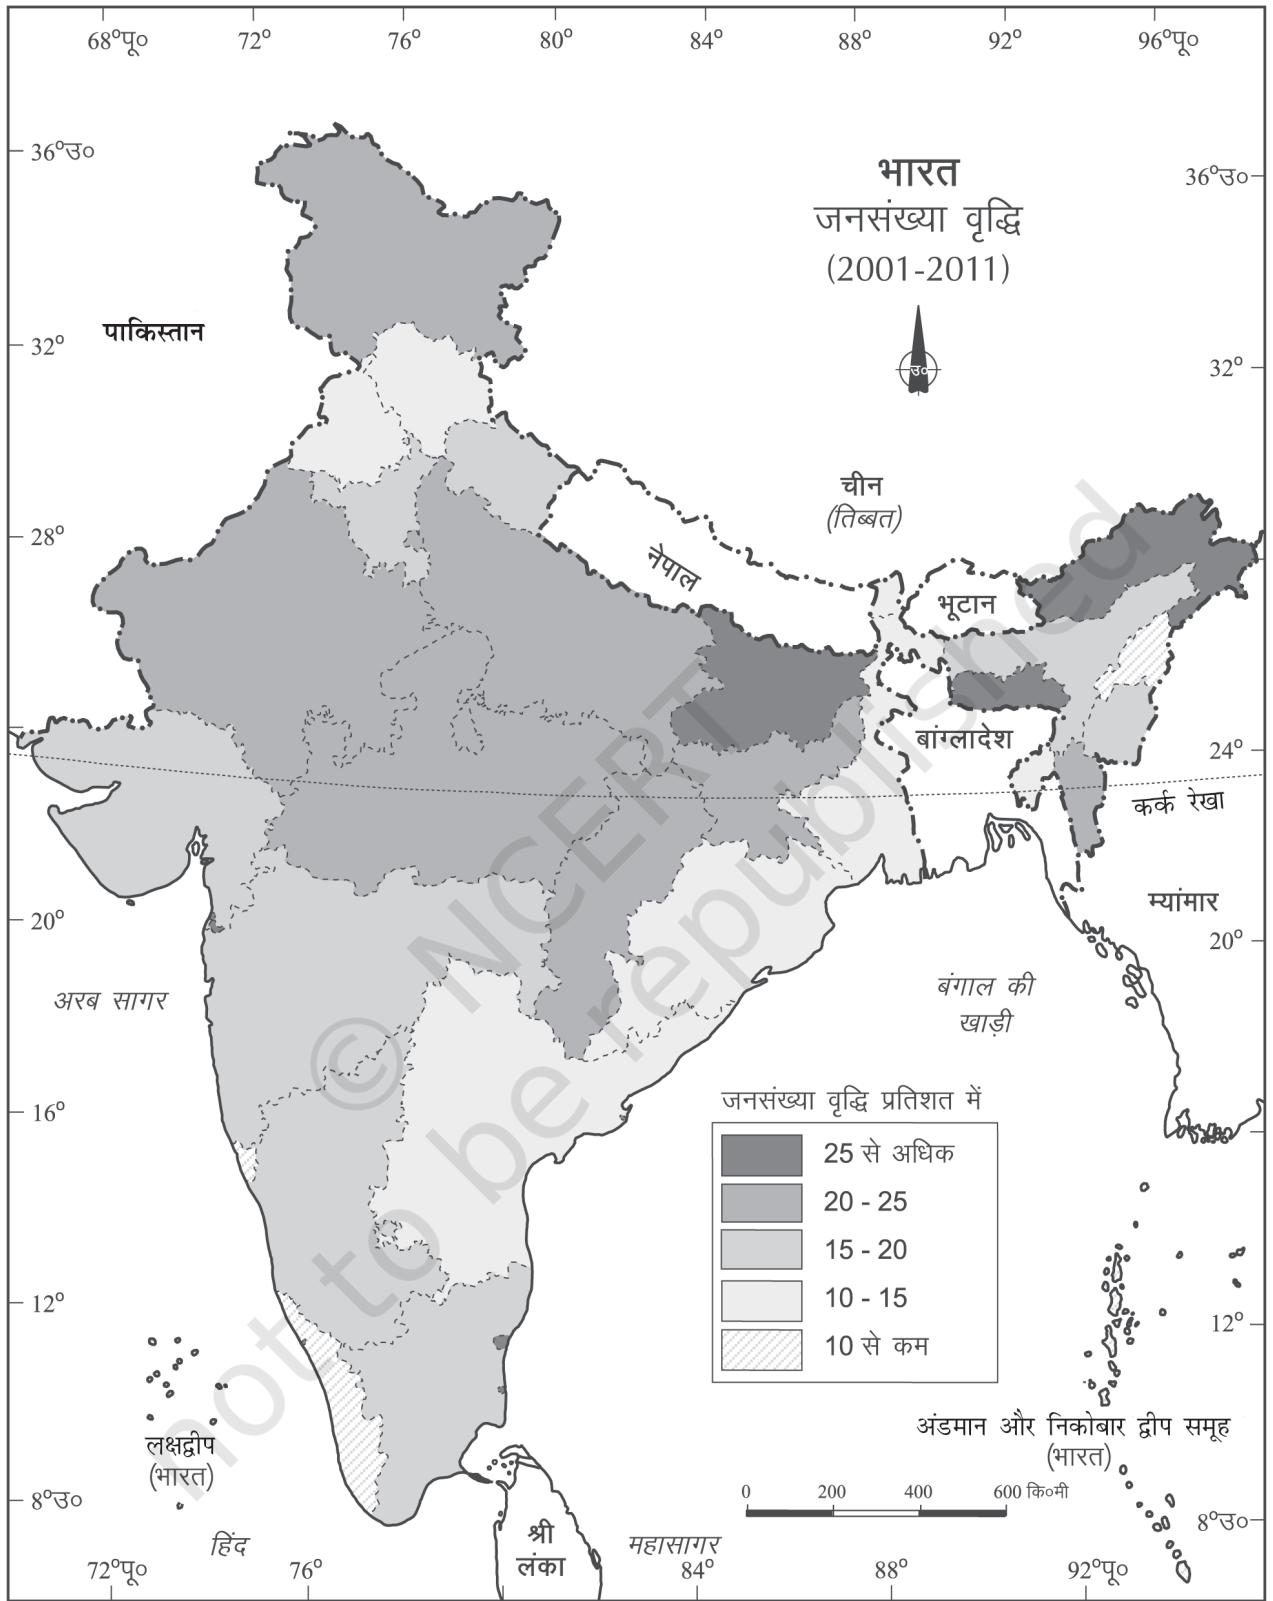 68°पू०
72°
76°
80°
84°
88°
92°
96°पू०
36°उ०
36°उ०
भारत
जनसंख्या वृद्धि
(2001-2011)
उ०
पाकिस्तान
32°
32°
चीन
(तिब्बत)
28°
नेपाल
भूटान
बांग्लादेश
24°
कर्क रेखा
म्यांमार
20°
20°
अरब सागर
बंगाल की
खाड़ी
16°
जनसंख्या वृद्धि प्रतिशत में
25 से अधिक
20 - 25
15 - 20
10 - 15
10 से कम
12°
12°
अंडमान और निकोबार द्वीप समूह
(भारत)
लक्षद्वीप
(भारत)
8°उ०
0 200 400 600 कि०मी
8°उ०
श्री
लंका
हिंद
महासागर
72°पू०
76°
84°
88°
92°पू०
© NCERT
not to be republished